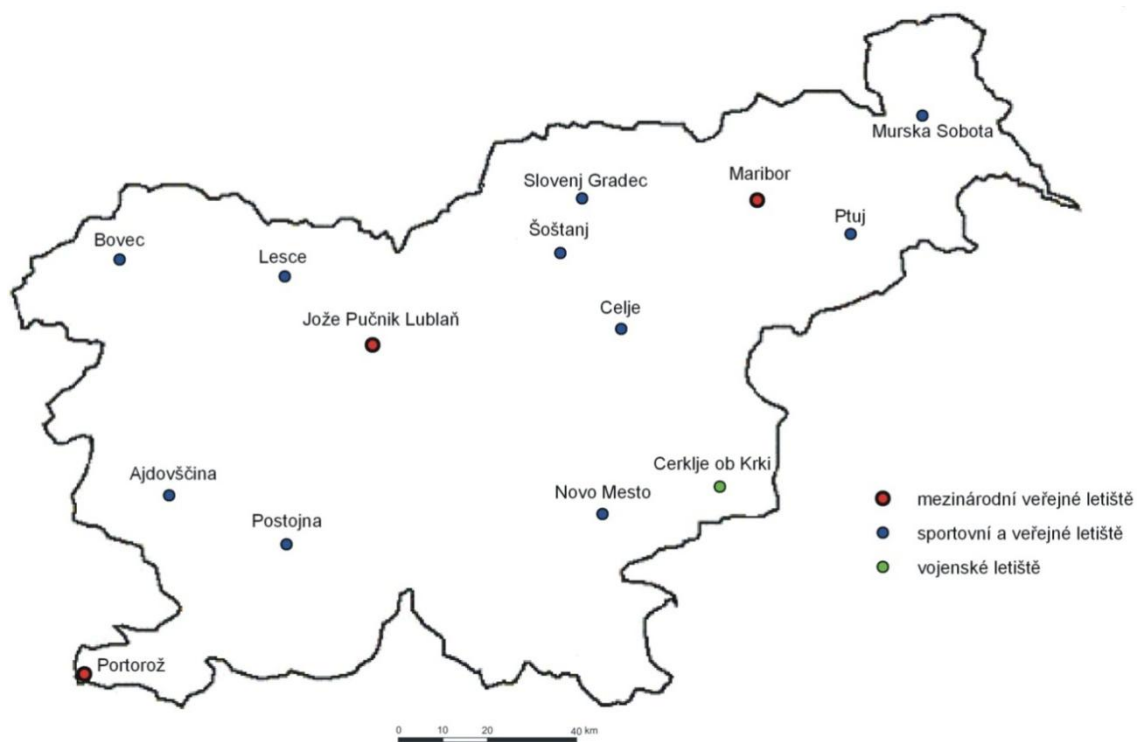 Murska Sobota
Slovenj Gradec
Maribor
Ptuj
Šoštanj
Bovec
Lesce
Celje
Jože Pučnik Lublaň
Ajdovščina
Postojna
Novo Mesto
Cerklje ob Krki
Portorož
mezinárodní veřejné letiště
sportovní a veřejné letiště
vojenské letiště
0 10 20 40 km